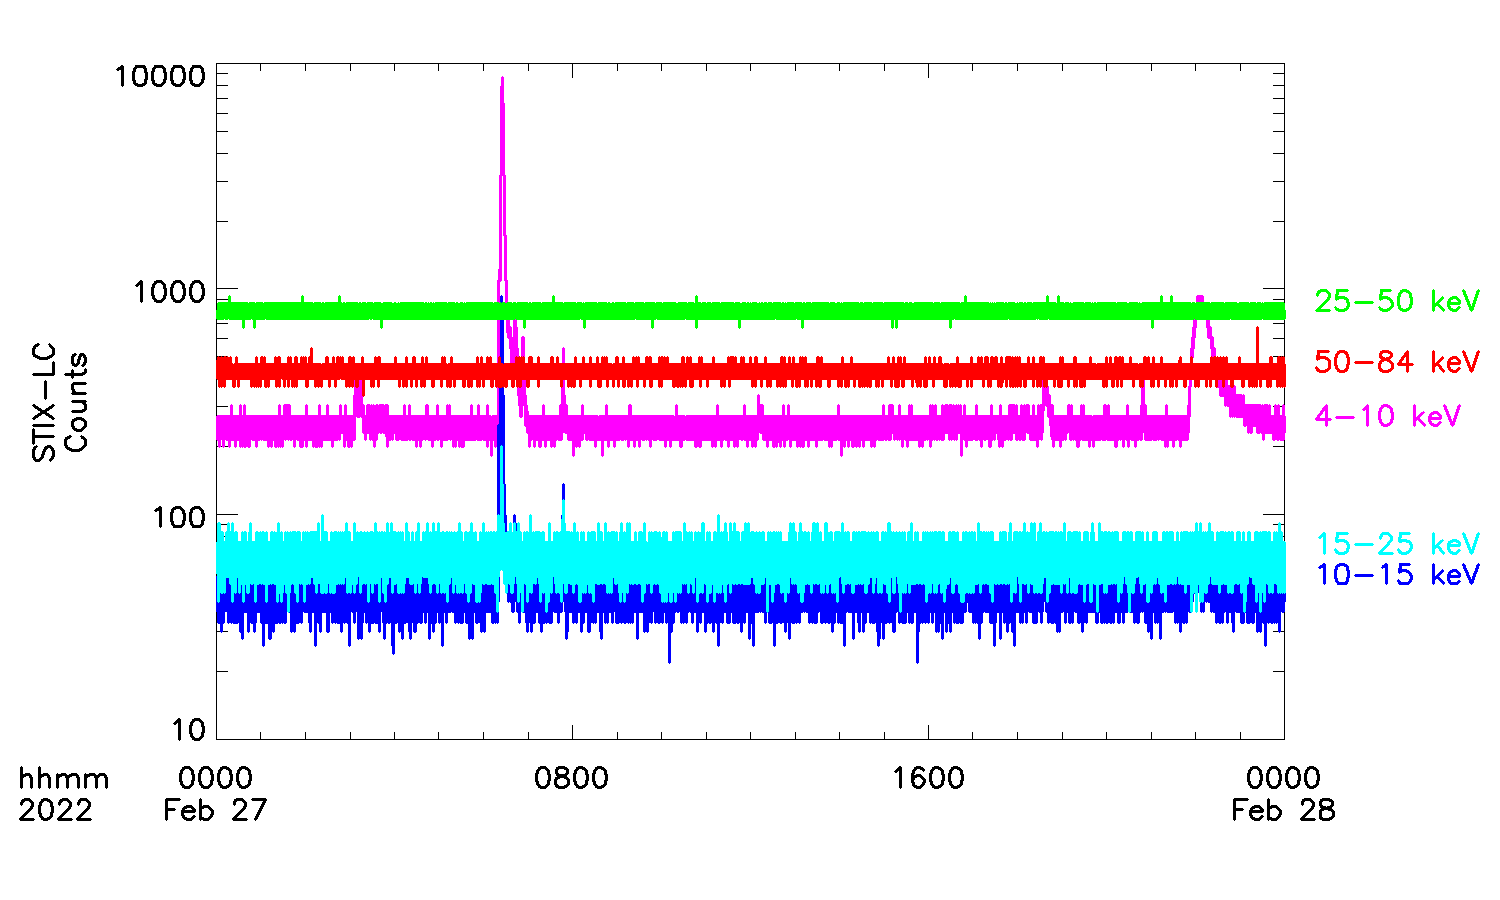 10000
1000
100
10
STIX-LC
Counts
25-50 keV
50-84 keV
4-10 keV
15-25 keV
10-15 keV
hhmm 0000 0800 1600 0000
2022 Feb 27 Feb 28